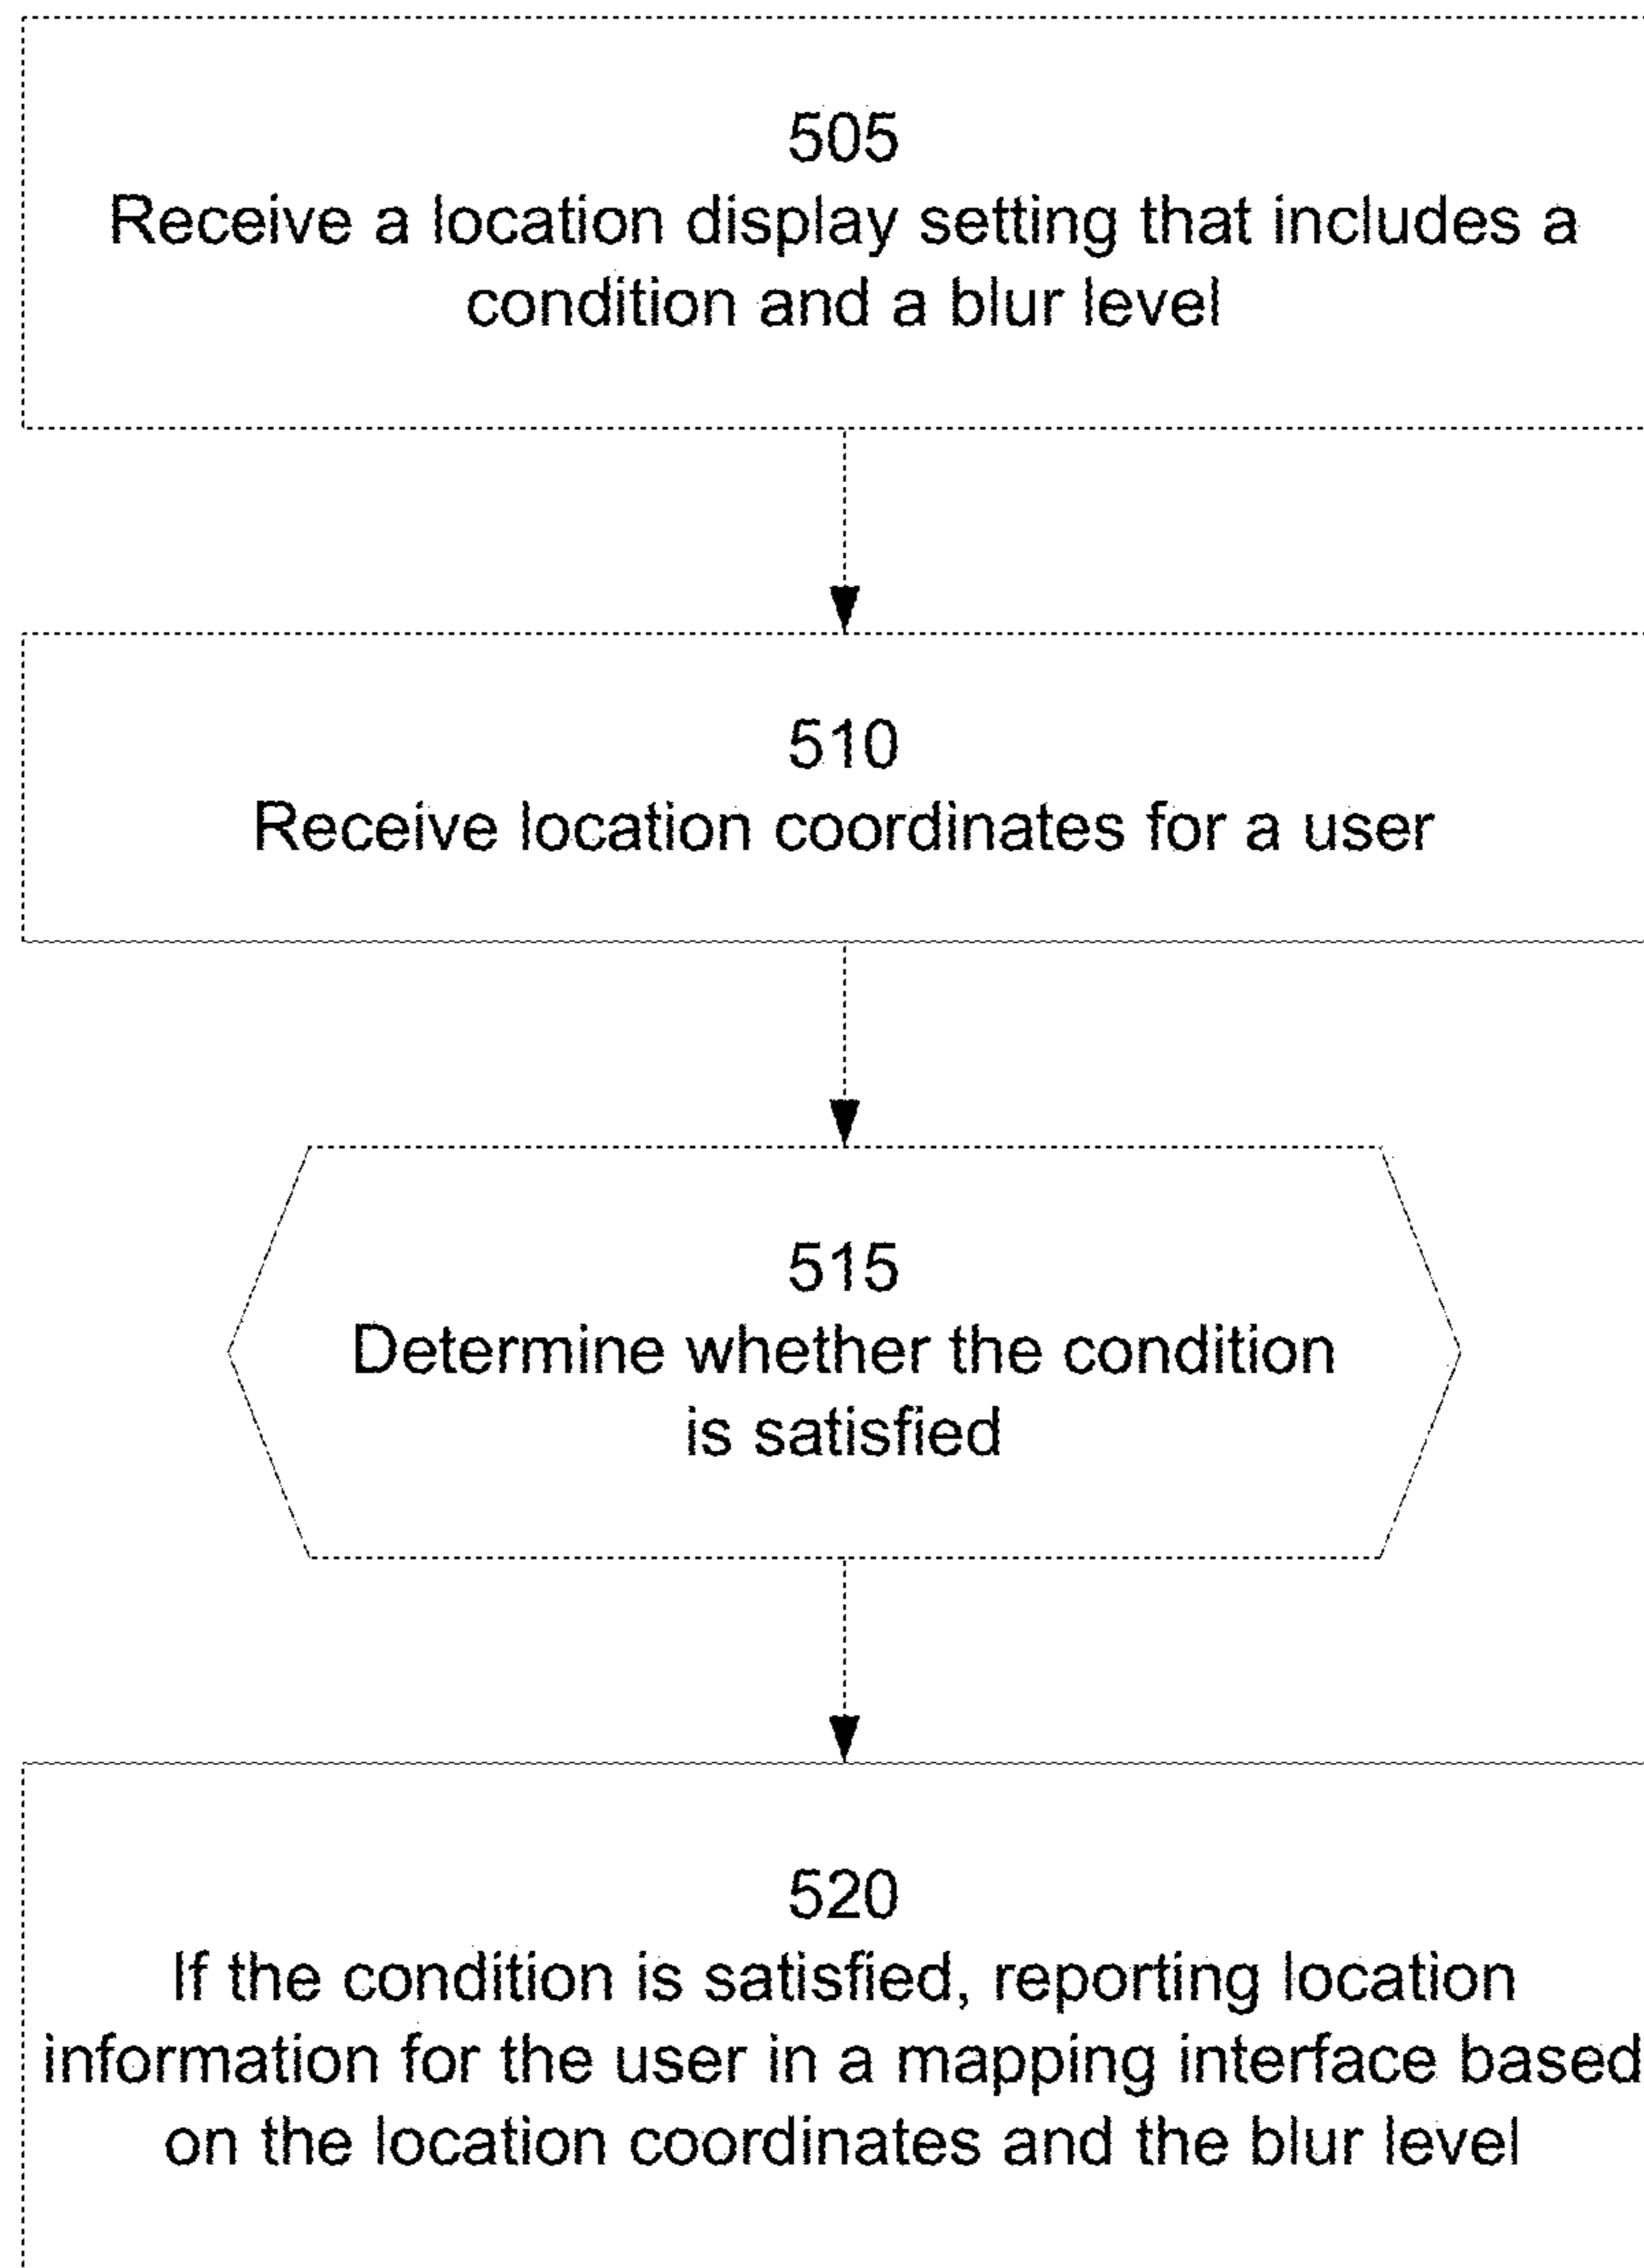 505
Receive a location display setting that includes a
condition and a blur level
510
Receive location coordinates for a user
515
Determine whether the condition
is satisfied
520
If the condition is satisfied, reporting location
information for the user in a mapping interface based
on the location coordinates and the blur level